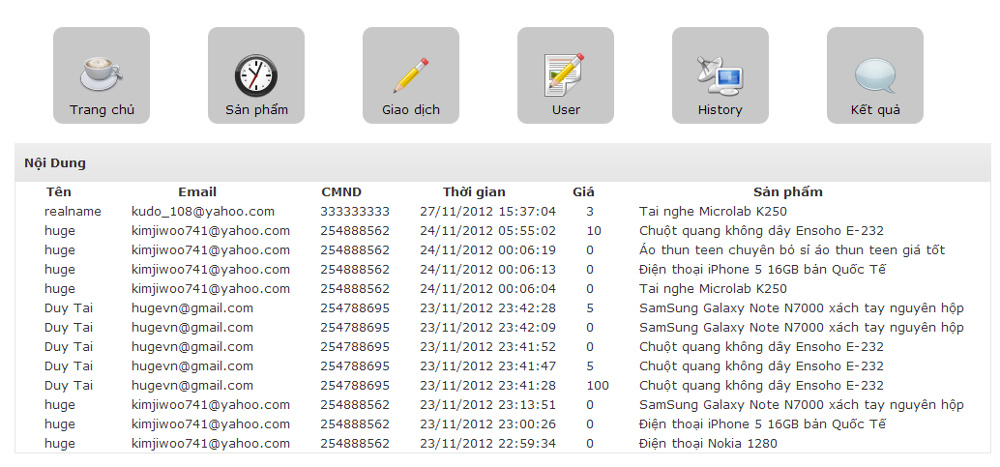 Trang chủ Sản phẩm Giao dịch User History Kết quả
Nội Dung
Tên Email CMND Thời gian Giá Sản phẩm
realname kudo_108@yahoo.com 333333333 27/11/2012 15:37:04 3 Tai nghe Microlab K250
huge kimjiwoo741@yahoo.com 254888562 24/11/2012 05:55:02 10 Chuột quang không dây Ensoho E-232
huge kimjiwoo741@yahoo.com 254888562 24/11/2012 00:06:19 0 Áo thun teen chuyên bỏ sỉ áo thun teen giá tốt
huge kimjiwoo741@yahoo.com 254888562 24/11/2012 00:06:13 0 Điện thoại iPhone 5 16GB bản Quốc Tế
huge kimjiwoo741@yahoo.com 254888562 24/11/2012 00:06:04 0 Tai nghe Microlab K250
Duy Tai hugevn@gmail.com 254788695 23/11/2012 23:42:28 5 SamSung Galaxy Note N7000 xách tay nguyên hộp
Duy Tai hugevn@gmail.com 254788695 23/11/2012 23:42:09 0 SamSung Galaxy Note N7000 xách tay nguyên hộp
Duy Tai hugevn@gmail.com 254788695 23/11/2012 23:41:52 0 Chuột quang không dây Ensoho E-232
Duy Tai hugevn@gmail.com 254788695 23/11/2012 23:41:47 5 Chuột quang không dây Ensoho E-232
Duy Tai hugevn@gmail.com 254788695 23/11/2012 23:41:28 100 Chuột quang không dây Ensoho E-232
huge kimjiwoo741@yahoo.com 254888562 23/11/2012 23:13:51 0 SamSung Galaxy Note N7000 xách tay nguyên hộp
huge kimjiwoo741@yahoo.com 254888562 23/11/2012 23:00:26 0 Điện thoại iPhone 5 16GB bản Quốc Tế
huge kimjiwoo741@yahoo.com 254888562 23/11/2012 22:59:34 0 Điện thoại Nokia 1280